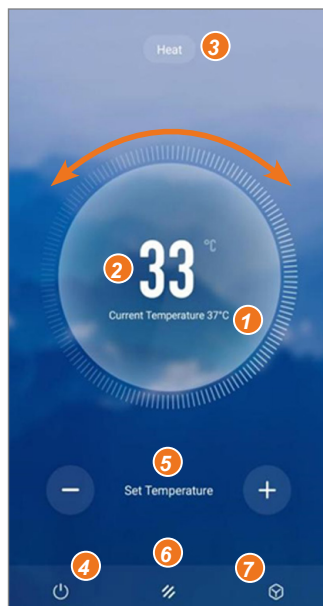 Heat 3
2 33 °C
Current Temperature 37°C 1
5
− Set Temperature +
4 6 7